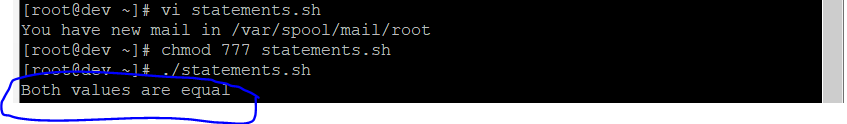 [root@dev ~]# vi statements.sh
You have new mail in /var/spool/mail/root
[root@dev ~]# chmod 777 statements.sh
[root@dev ~]# ./statements.sh
Both values are equal